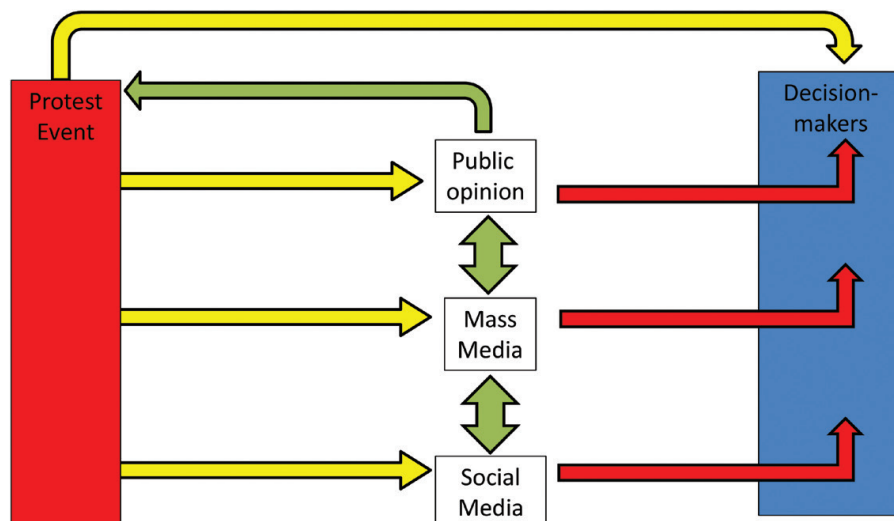 Protest
Event
Decision-
makers
Public
opinion
Mass
Media
Social
Media